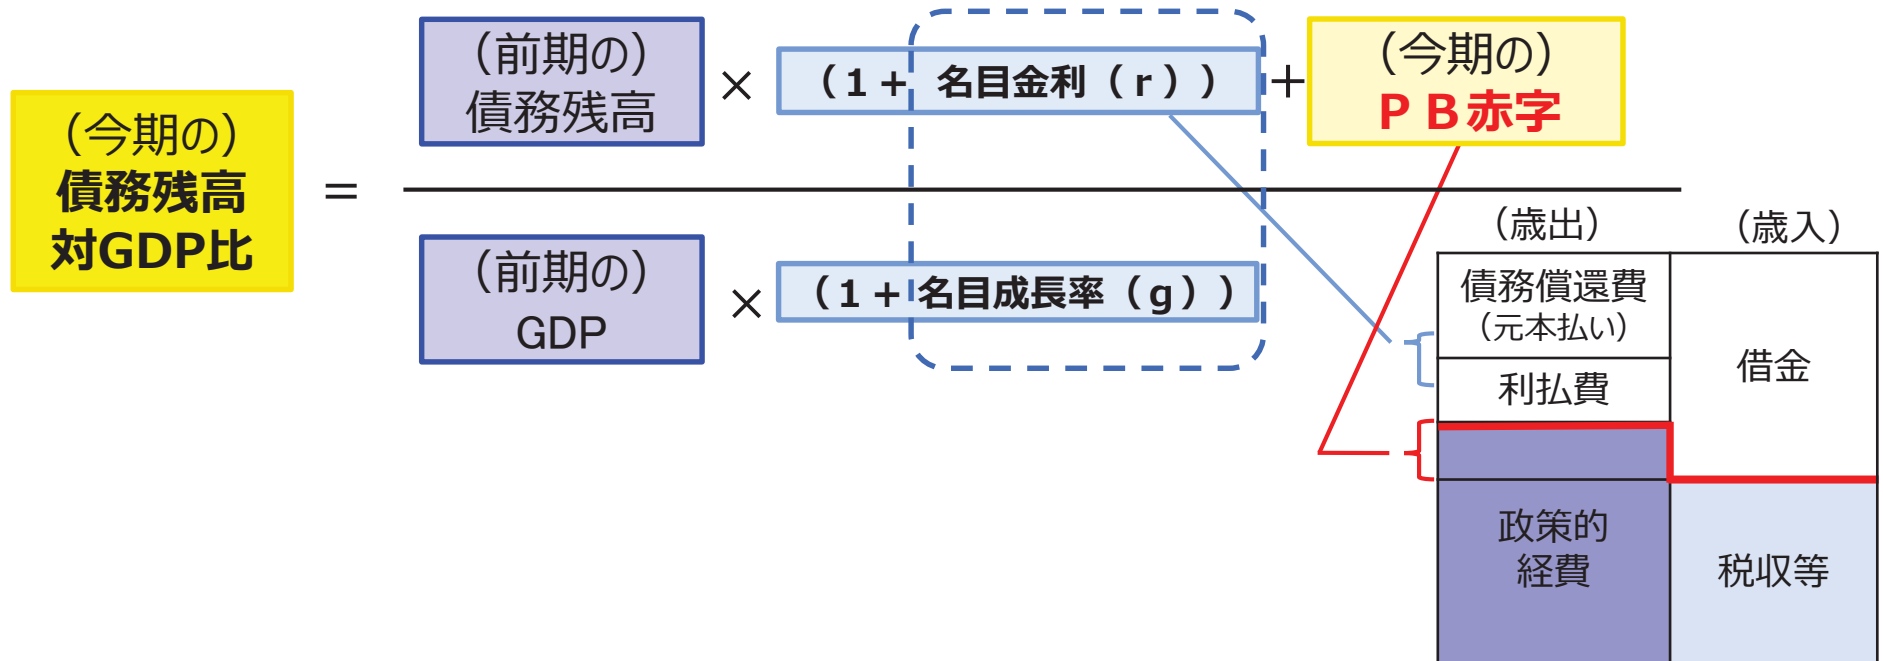 （今期の）
債務残高
対GDP比
＝
（前期の）
債務残高
×
（１＋ 名目金利（ｒ））
＋
（今期の）
ＰＢ赤字
（前期の）
GDP
×
（１＋名目成長率（ｇ））
（歳出）
（歳入）
債務償還費
（元本払い）
利払費
借金
政策的
経費
税収等